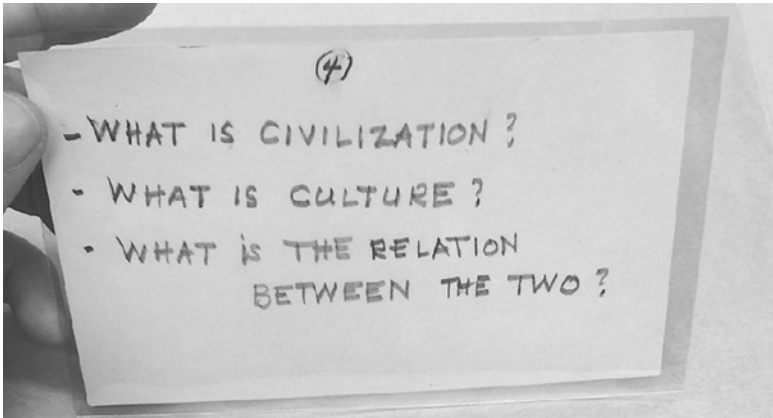 4
- WHAT IS CIVILIZATION?
- WHAT IS CULTURE?
- WHAT is THE RELATION
BETWEEN THE TWO?